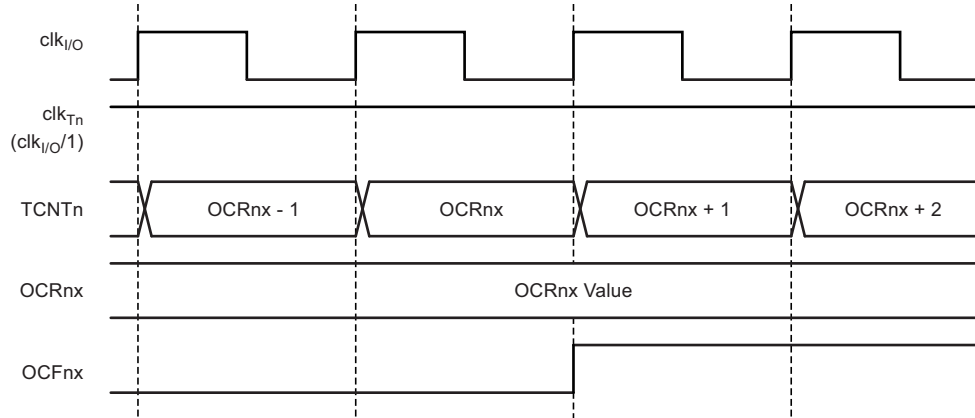 clkI/O
clkTn
(clkI/O/1)
TCNTn OCRnx - 1 OCRnx OCRnx + 1 OCRnx + 2
OCRnx OCRnx Value
OCFnx